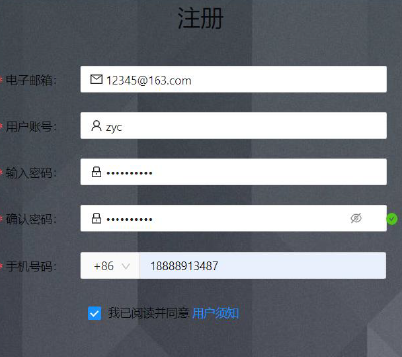 注册
* 电子邮箱: 12345@163.com
* 用户账号: zyc
* 输入密码: ••••••••••
* 确认密码: ••••••••••
* 手机号码: +86 18888913487
我已阅读并同意 用户须知